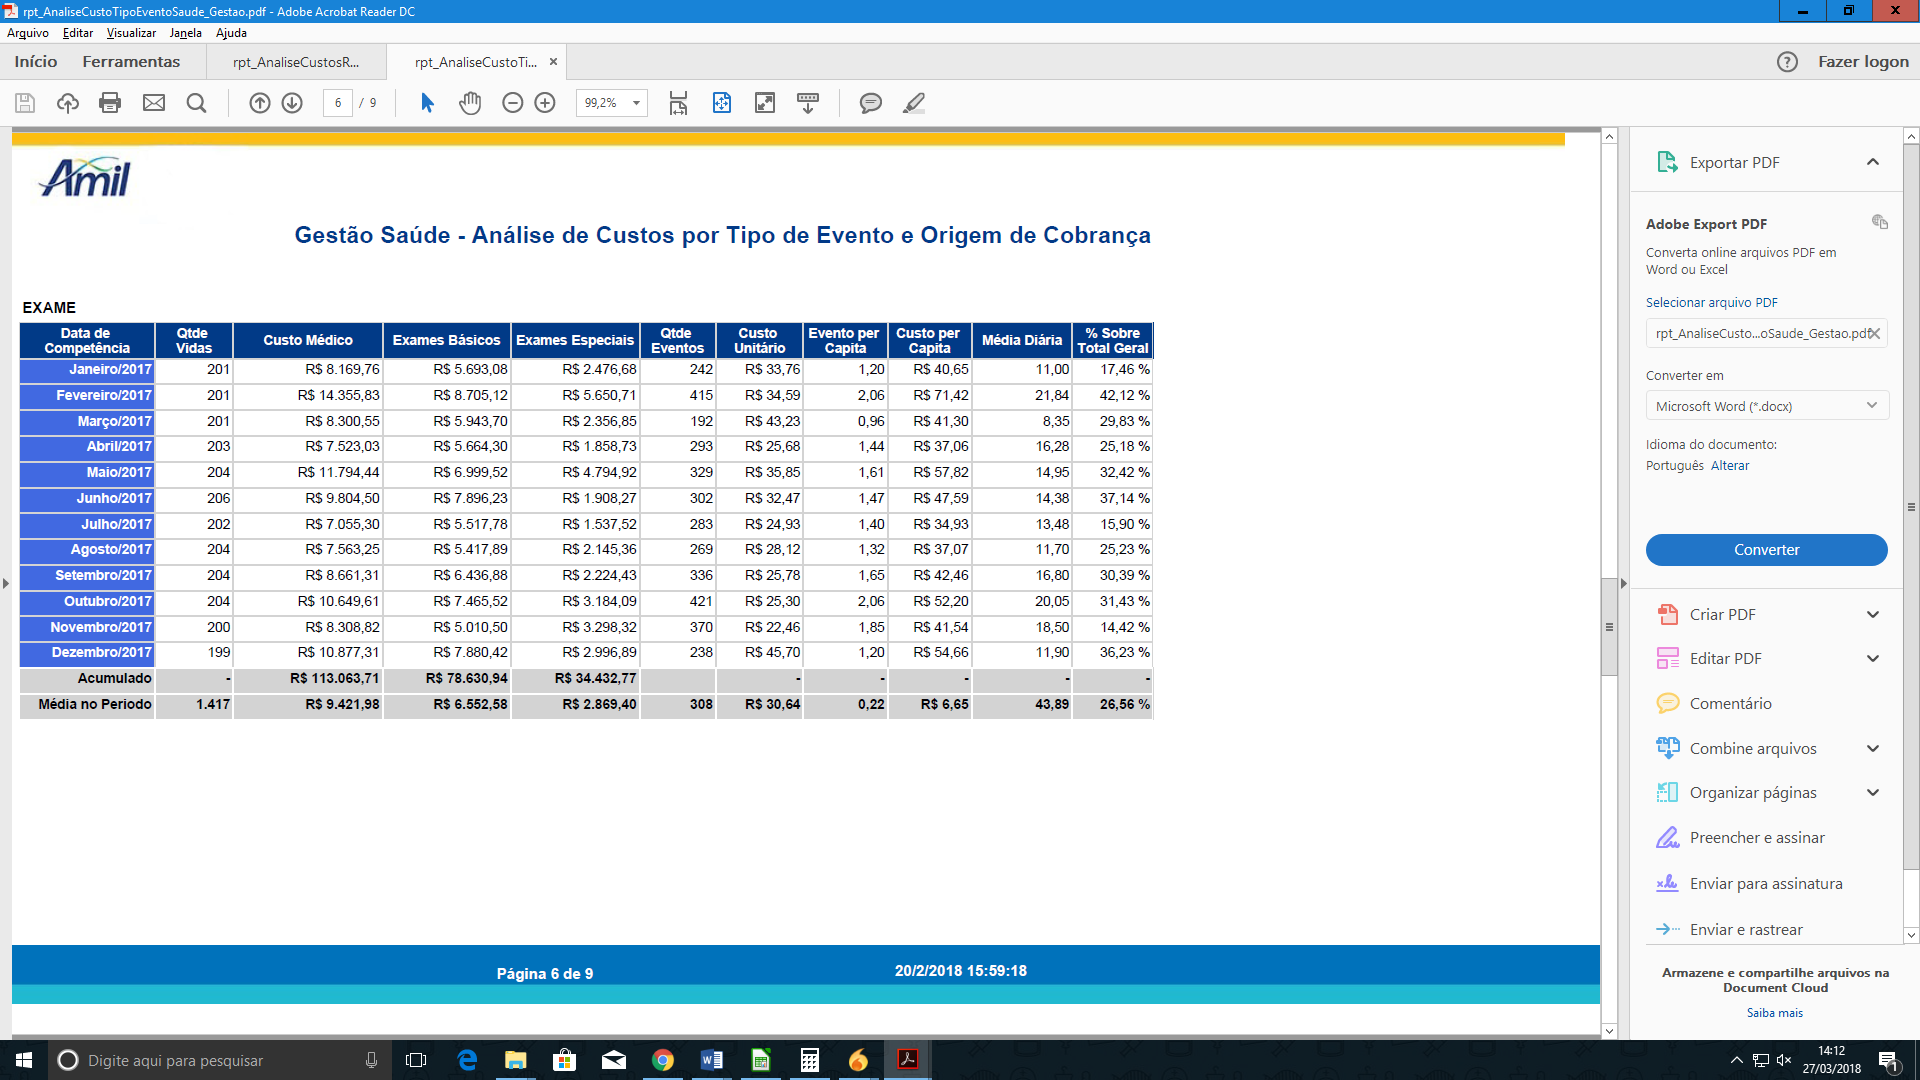 rpt_AnaliseCustoTipoEventoSaude_Gestao.pdf - Adobe Acrobat Reader DC
Arquivo Editar Visualizar Janela Ajuda
Início Ferramentas rpt_AnaliseCustosR... rpt_AnaliseCustoTi... × Fazer logon
6 / 9 99,2%
Amil
Gestão Saúde - Análise de Custos por Tipo de Evento e Origem de Cobrança
EXAME
Data de Competência Qtde Vidas Custo Médico Exames Básicos Exames Especiais Qtde Eventos Custo Unitário Evento per Capita Custo per Capita Média Diária % Sobre Total Geral
Janeiro/2017 201 R$ 8.169,76 R$ 5.693,08 R$ 2.476,68 242 R$ 33,76 1,20 R$ 40,65 11,00 17,46 %
Fevereiro/2017 201 R$ 14.355,83 R$ 8.705,12 R$ 5.650,71 415 R$ 34,59 2,06 R$ 71,42 21,84 42,12 %
Março/2017 201 R$ 8.300,55 R$ 5.943,70 R$ 2.356,85 192 R$ 43,23 0,96 R$ 41,30 8,35 29,83 %
Abril/2017 203 R$ 7.523,03 R$ 5.664,30 R$ 1.858,73 293 R$ 25,68 1,44 R$ 37,06 16,28 25,18 %
Maio/2017 204 R$ 11.794,44 R$ 6.999,52 R$ 4.794,92 329 R$ 35,85 1,61 R$ 57,82 14,95 32,42 %
Junho/2017 206 R$ 9.804,50 R$ 7.896,23 R$ 1.908,27 302 R$ 32,47 1,47 R$ 47,59 14,38 37,14 %
Julho/2017 202 R$ 7.055,30 R$ 5.517,78 R$ 1.537,52 283 R$ 24,93 1,40 R$ 34,93 13,48 15,90 %
Agosto/2017 204 R$ 7.563,25 R$ 5.417,89 R$ 2.145,36 269 R$ 28,12 1,32 R$ 37,07 11,70 25,23 %
Setembro/2017 204 R$ 8.661,31 R$ 6.436,88 R$ 2.224,43 336 R$ 25,78 1,65 R$ 42,46 16,80 30,39 %
Outubro/2017 204 R$ 10.649,61 R$ 7.465,52 R$ 3.184,09 421 R$ 25,30 2,06 R$ 52,20 20,05 31,43 %
Novembro/2017 200 R$ 8.308,82 R$ 5.010,50 R$ 3.298,32 370 R$ 22,46 1,85 R$ 41,54 18,50 14,42 %
Dezembro/2017 199 R$ 10.877,31 R$ 7.880,42 R$ 2.996,89 238 R$ 45,70 1,20 R$ 54,66 11,90 36,23 %
Acumulado - R$ 113.063,71 R$ 78.630,94 R$ 34.432,77 - - - - -
Média no Periodo 1.417 R$ 9.421,98 R$ 6.552,58 R$ 2.869,40 308 R$ 30,64 0,22 R$ 6,65 43,89 26,56 %
Página 6 de 9 20/2/2018 15:59:18
Exportar PDF
Adobe Export PDF
Converta online arquivos PDF em
Word ou Excel
Selecionar arquivo PDF
rpt_AnaliseCusto...oSaude_Gestao.pdf
Converter em
Microsoft Word (*.docx)
Idioma do documento:
Português Alterar
Converter
Criar PDF
Editar PDF
Comentário
Combine arquivos
Organizar páginas
Preencher e assinar
Enviar para assinatura
Enviar e rastrear
Armazene e compartilhe arquivos na
Document Cloud
Saiba mais
Digite aqui para pesquisar
14:12
27/03/2018
1